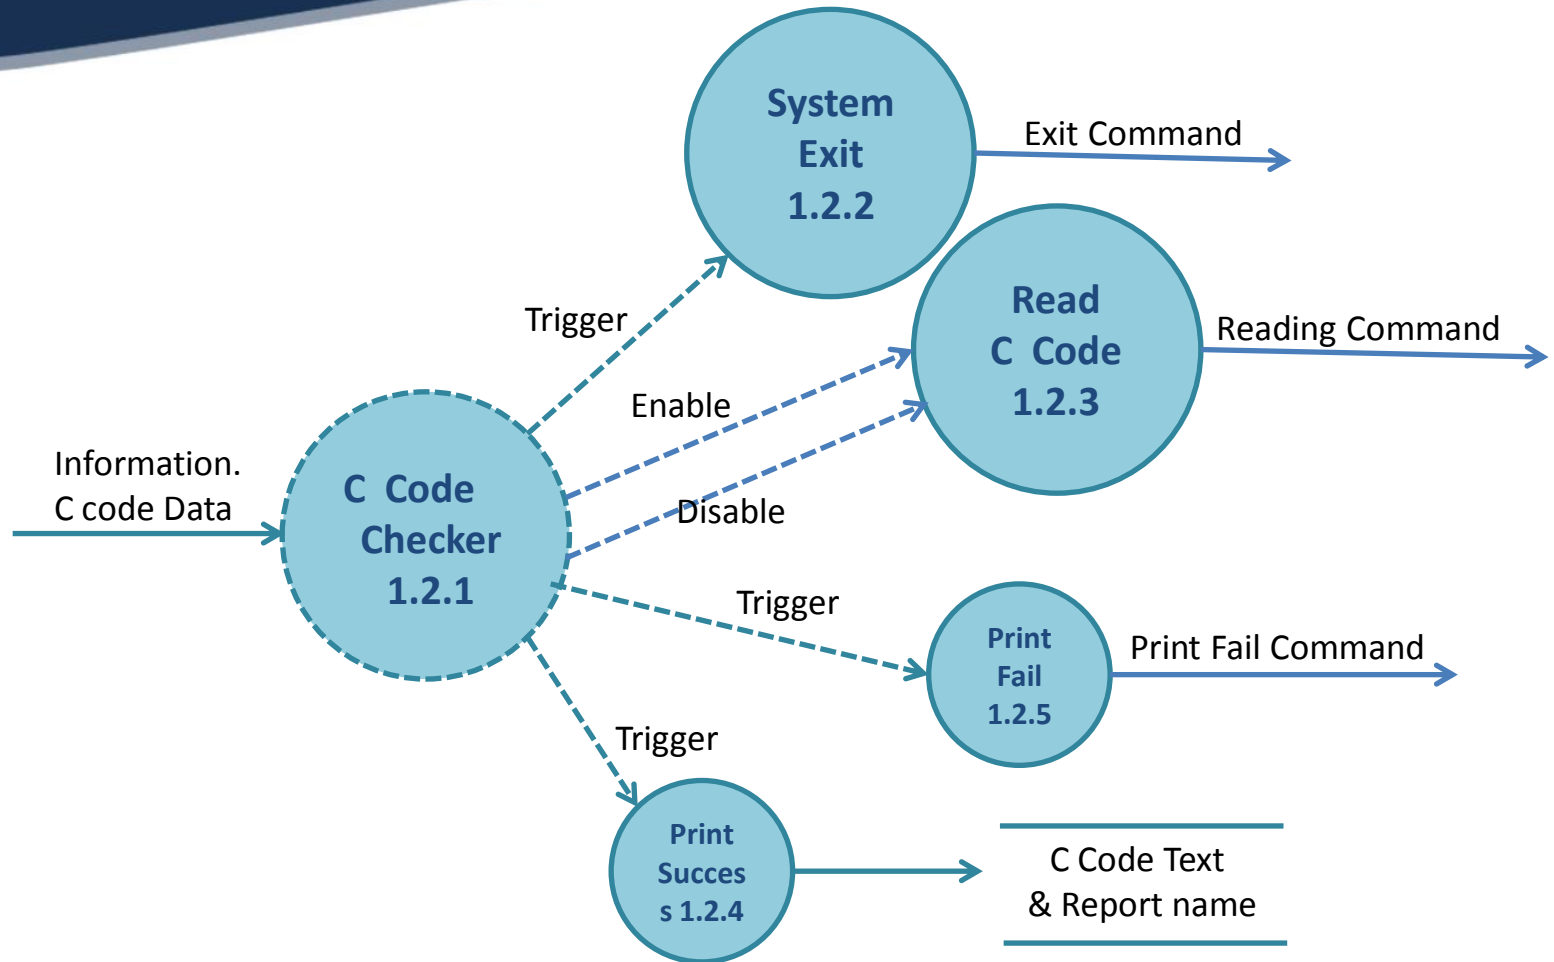 System
Exit
1.2.2
Exit Command
Read
C Code
1.2.3
Reading Command
Trigger
Enable
Disable
Information.
C code Data
C Code
Checker
1.2.1
Trigger
Print
Fail
1.2.5
Print Fail Command
Trigger
Print
Succes
s 1.2.4
C Code Text
& Report name